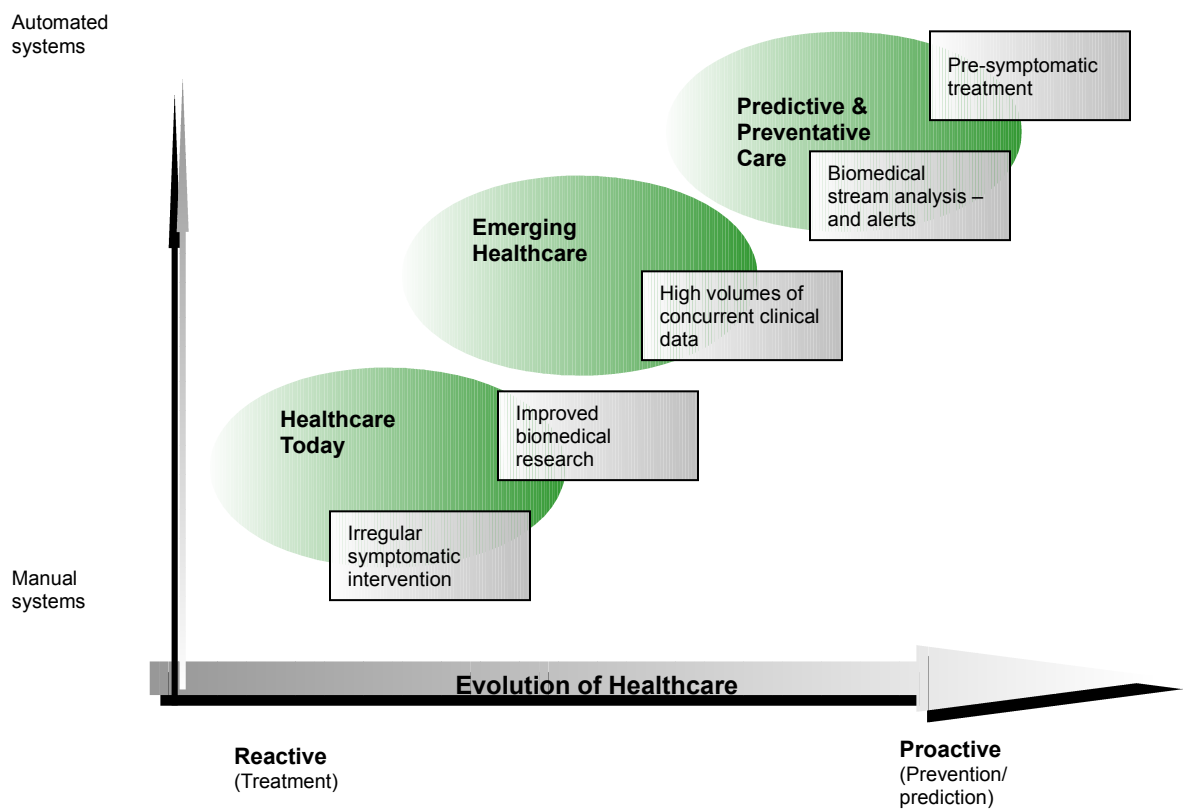 Automated
systems
Pre-symptomatic
treatment
Predictive &
Preventative
Care
Biomedical
stream analysis –
and alerts
Emerging
Healthcare
High volumes of
concurrent clinical
data
Healthcare
Today
Improved
biomedical
research
Irregular
symptomatic
intervention
Manual
systems
Evolution of Healthcare
Reactive
(Treatment)
Proactive
(Prevention/
prediction)